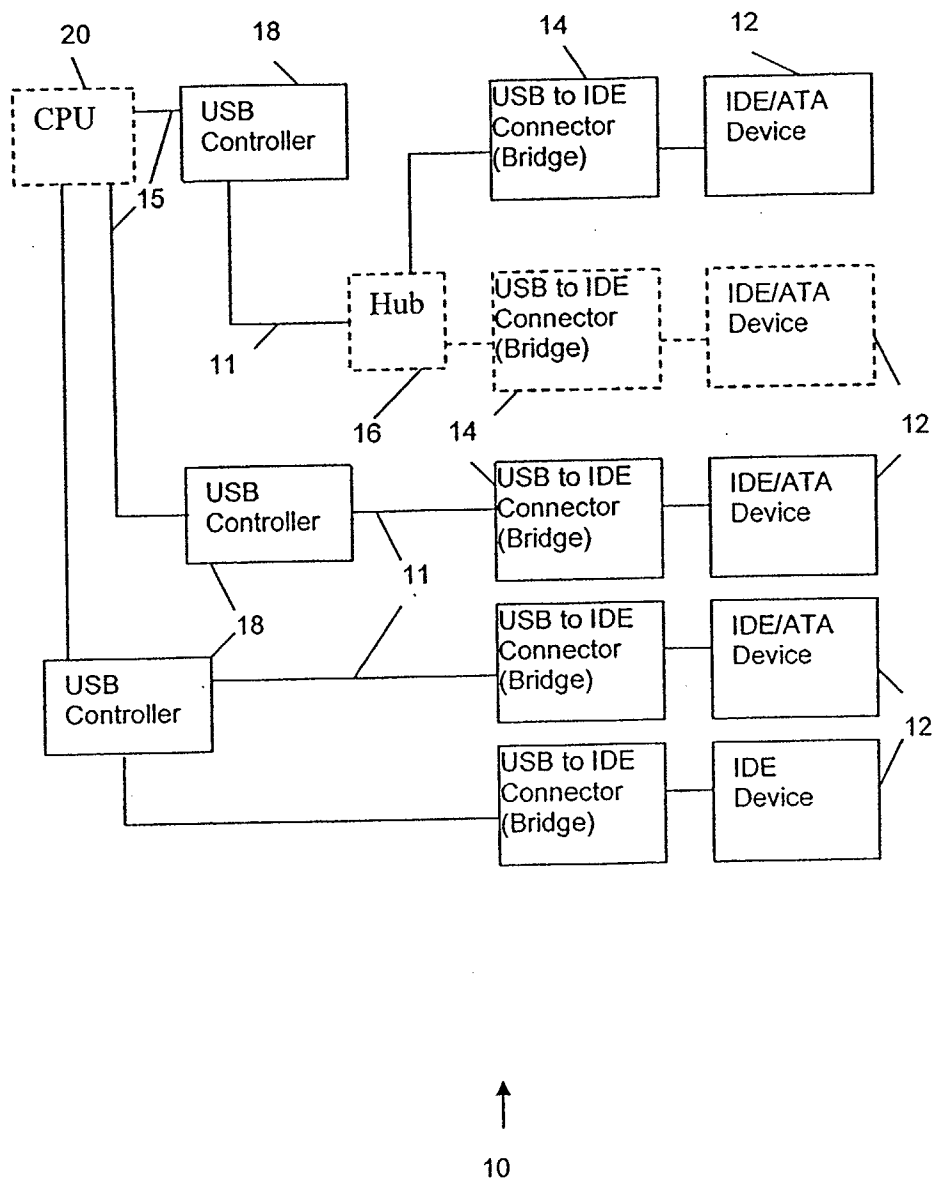 20
18
14
12
CPU
USB
Controller
USB to IDE
Connector
(Bridge)
IDE/ATA
Device
15
11
Hub
USB to IDE
Connector
(Bridge)
IDE/ATA
Device
16
14
12
USB
Controller
USB to IDE
Connector
(Bridge)
IDE/ATA
Device
11
18
USB to IDE
Connector
(Bridge)
IDE/ATA
Device
USB
Controller
12
USB to IDE
Connector
(Bridge)
IDE
Device
10